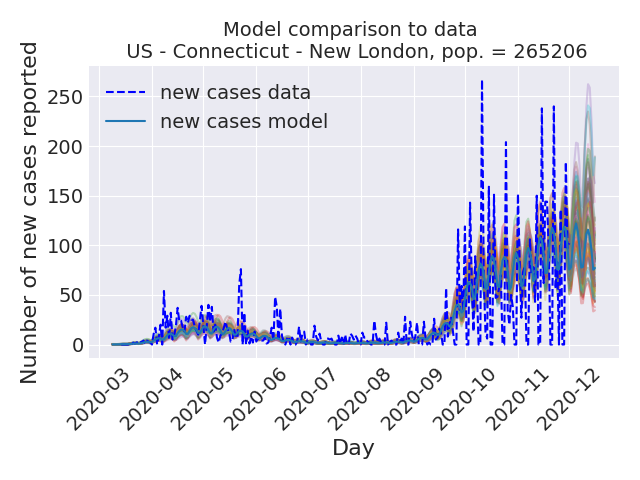 Model comparison to data
US - Connecticut - New London, pop. = 265206
Number of new cases reported
250
200
150
100
50
0
new cases data
new cases model
2020-03
2020-04
2020-05
2020-06
2020-07
2020-08
2020-09
2020-10
2020-11
2020-12
Day